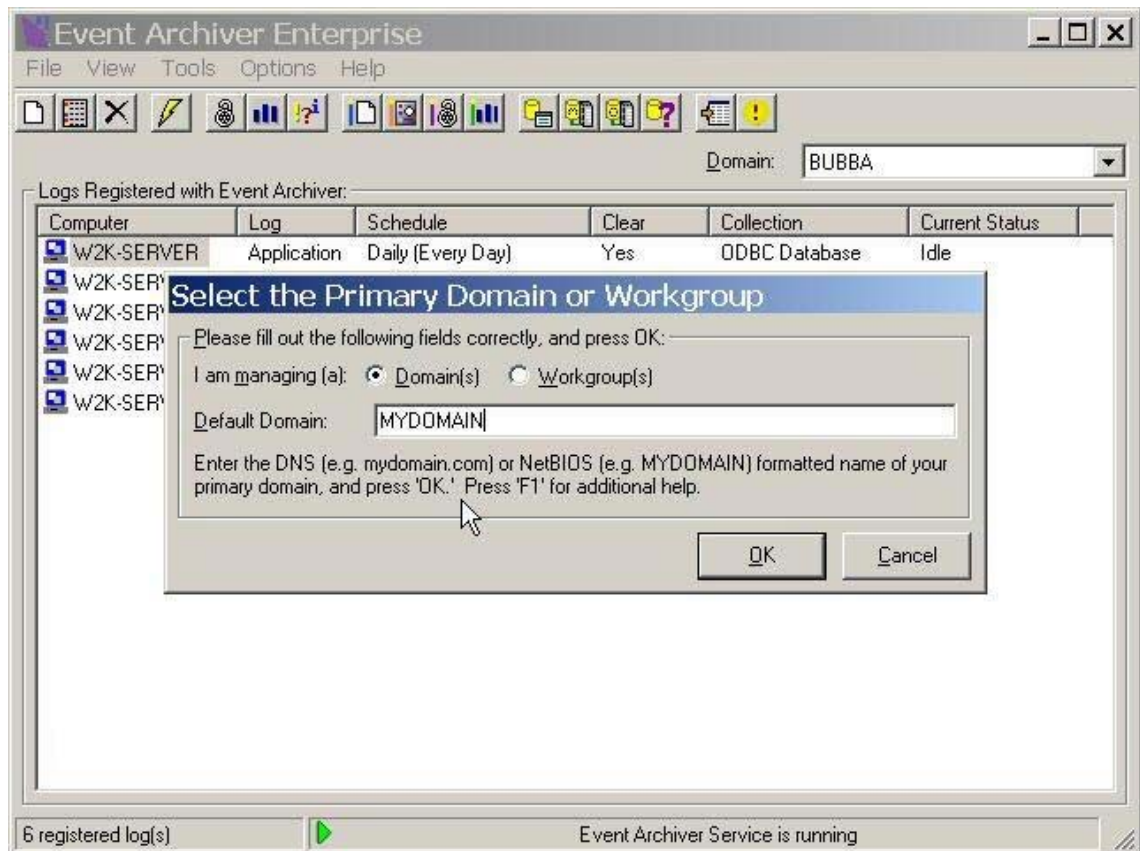 Event Archiver Enterprise
File View Tools Options Help
Domain: BUBBA
Logs Registered with Event Archiver:
Computer Log Schedule Clear Collection Current Status
W2K-SERVER Application Daily (Every Day) Yes ODBC Database Idle
W2K-SER
W2K-SER
W2K-SER
W2K-SER
W2K-SER
Select the Primary Domain or Workgroup
Please fill out the following fields correctly, and press OK:
I am managing (a): Domain(s) Workgroup(s)
Default Domain: MYDOMAIN
Enter the DNS (e.g. mydomain.com) or NetBIOS (e.g. MYDOMAIN) formatted name of your
primary domain, and press 'OK.' Press 'F1' for additional help.
OK Cancel
6 registered log(s) Event Archiver Service is running